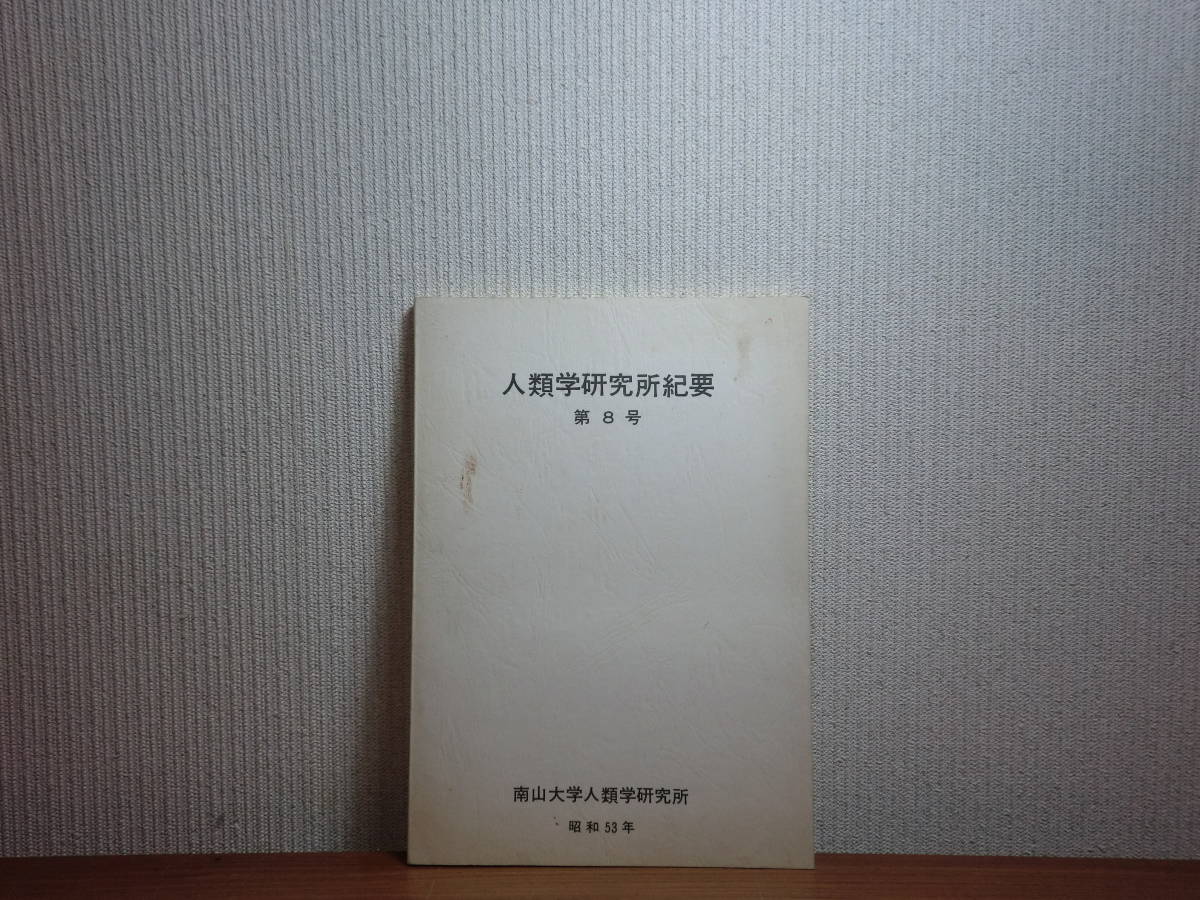 人類学研究所紀要
第 8 号
南山大学人類学研究所
昭和 53 年